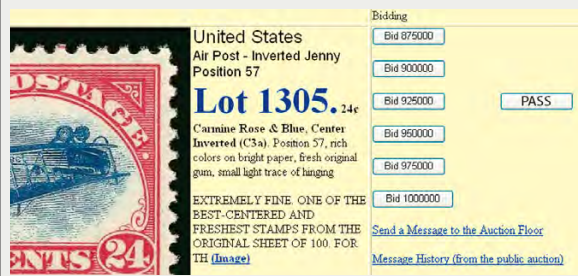 POSTAGE
CENTS 24
United States
Air Post - Inverted Jenny
Position 57
Lot 1305. 24c
Carmine Rose & Blue, Center
Inverted (C3a). Position 57, rich
colors on bright paper, fresh original
gum, small light trace of hinging
EXTREMELY FINE. ONE OF THE
BEST-CENTERED AND
FRESHEST STAMPS FROM THE
ORIGINAL SHEET OF 100. FOR
TH (Image)
Bidding
Bid 875000
Bid 900000
Bid 925000
PASS
Bid 950000
Bid 975000
Bid 1000000
Send a Message to the Auction Floor
Message History (from the public auction)